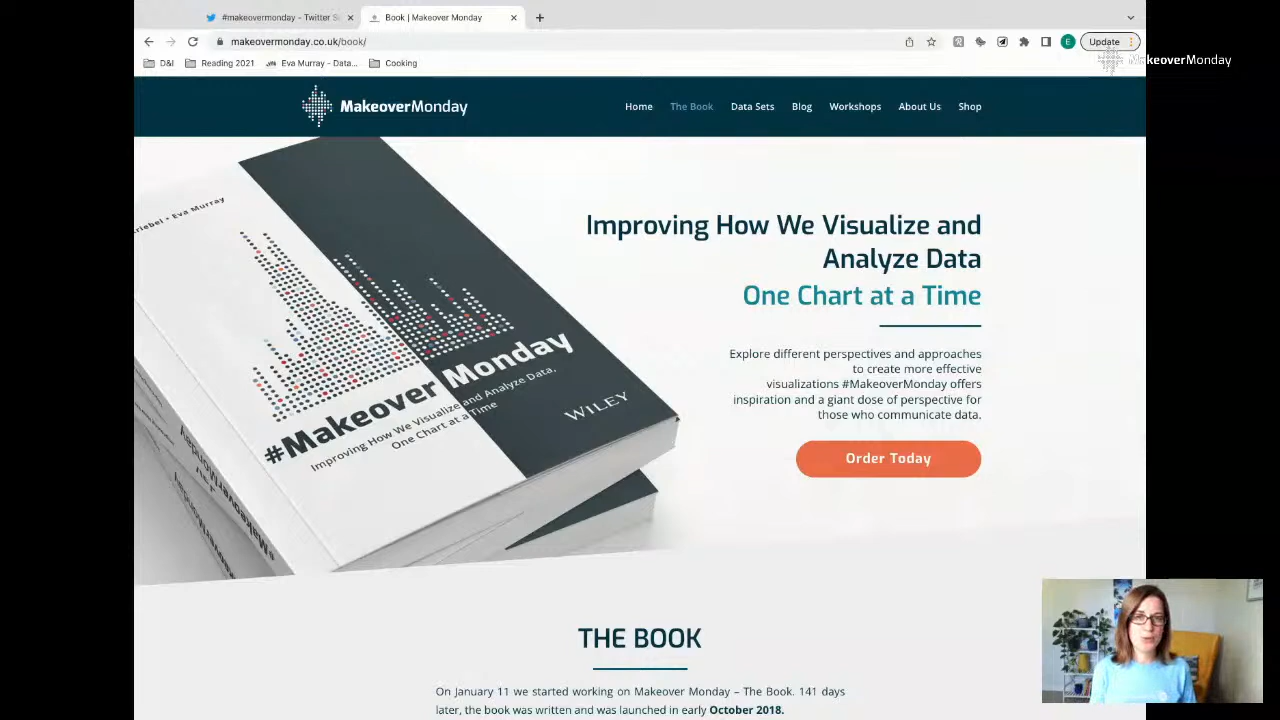 #makeovermonday - Twitter S
Book | Makeover Monday
makeovermonday.co.uk/book/
Update
D&I
Reading 2021
Eva Murray - Data...
Cooking
MakeoverMonday
MakeoverMonday
Home
The Book
Data Sets
Blog
Workshops
About Us
Shop
riebel • Eva Murray
#Makeover Monday
Improving How We Visualize and Analyze Data,
One Chart at a Time
WILEY
Improving How We Visualize and
Analyze Data
One Chart at a Time
Explore different perspectives and approaches
to create more effective
visualizations #MakeoverMonday offers
inspiration and a giant dose of perspective for
those who communicate data.
Order Today
THE BOOK
On January 11 we started working on Makeover Monday – The Book. 141 days
later, the book was written and was launched in early October 2018.